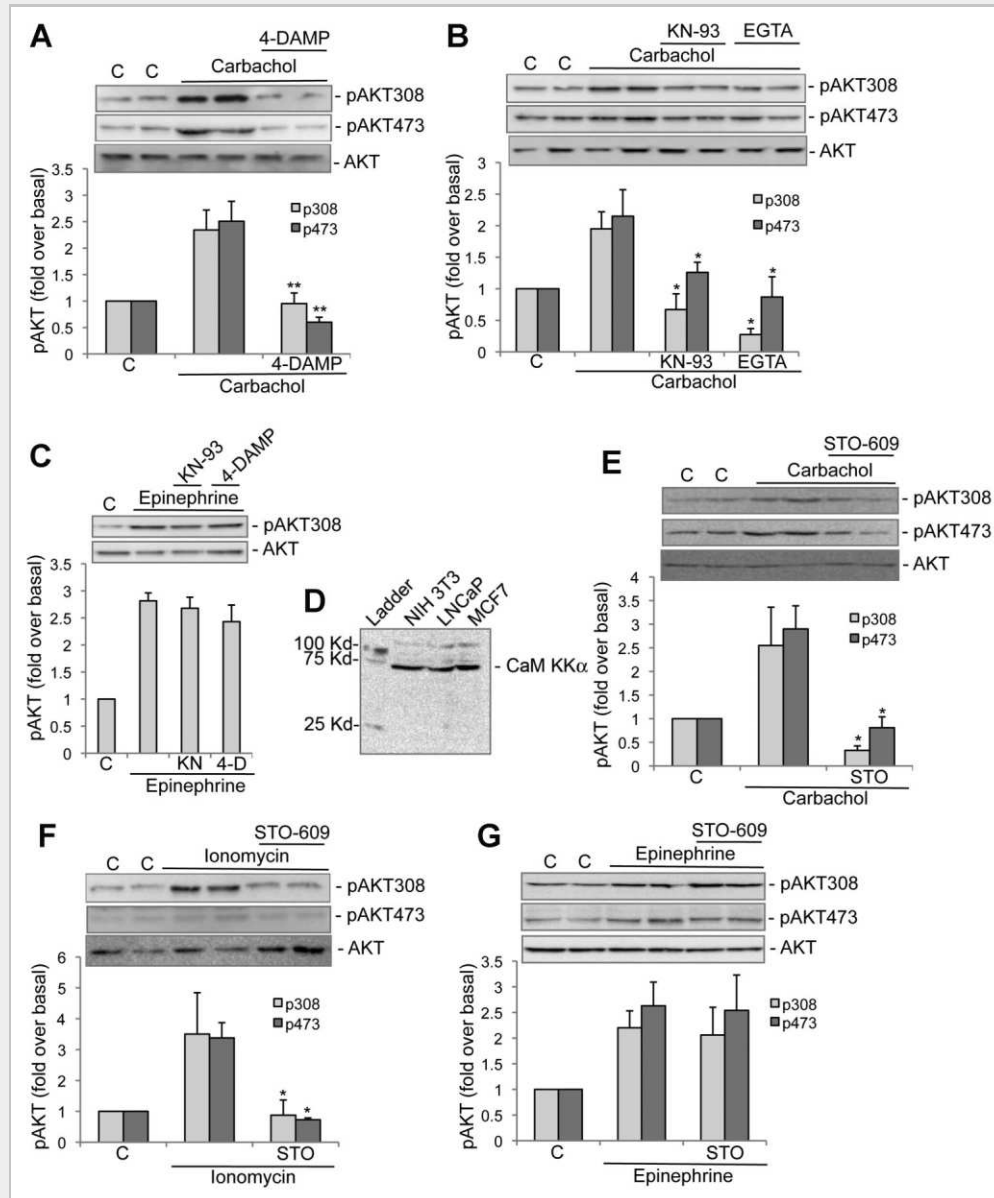 A
4-DAMP
C C Carbachol
- pAKT308
- pAKT473
- AKT
3.5
3
2.5
2
1.5
1
0.5
0
pAKT (fold over basal)
p308
p473
**
**
C 4-DAMP
Carbachol
B
KN-93 EGTA
C C Carbachol
- pAKT308
- pAKT473
- AKT
3
2.5
2
1.5
1
0.5
0
pAKT (fold over basal)
p308
p473
*
*
*
*
C KN-93 EGTA
Carbachol
C
KN-93
4-DAMP
C Epinephrine
- pAKT308
- AKT
3.5
3
2.5
2
1.5
1
0.5
0
pAKT (fold over basal)
C KN 4-D
Epinephrine
D
Ladder
NIH 3T3
LNCaP
MCF7
100 Kd-
75 Kd-
25 Kd-
- CaM KKα
E
STO-609
C C Carbachol
- pAKT308
- pAKT473
- AKT
4
3.5
3
2.5
2
1.5
1
0.5
0
pAKT (fold over basal)
p308
p473
*
*
C STO
Carbachol
F
STO-609
C C Ionomycin
- pAKT308
- pAKT473
- AKT
6
5
4
3
2
1
0
pAKT (fold over basal)
p308
p473
*
*
C STO
Ionomycin
G
STO-609
C C Epinephrine
- pAKT308
- pAKT473
- AKT
3.5
3
2.5
2
1.5
1
0.5
0
pAKT (fold over basal)
p308
p473
C STO
Epinephrine